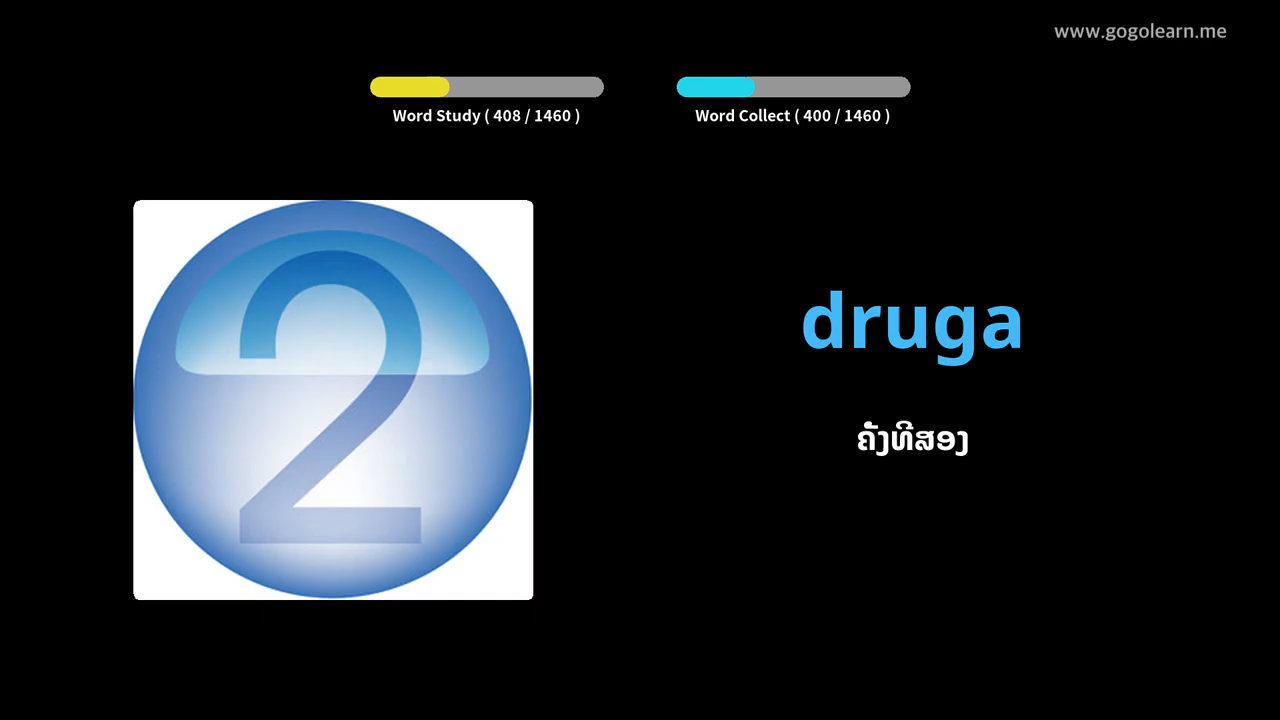 www.gogolearn.me
Word Study ( 408 / 1460 )
Word Collect ( 400 / 1460 )
2
druga
ຄັ້ງທີສອງ